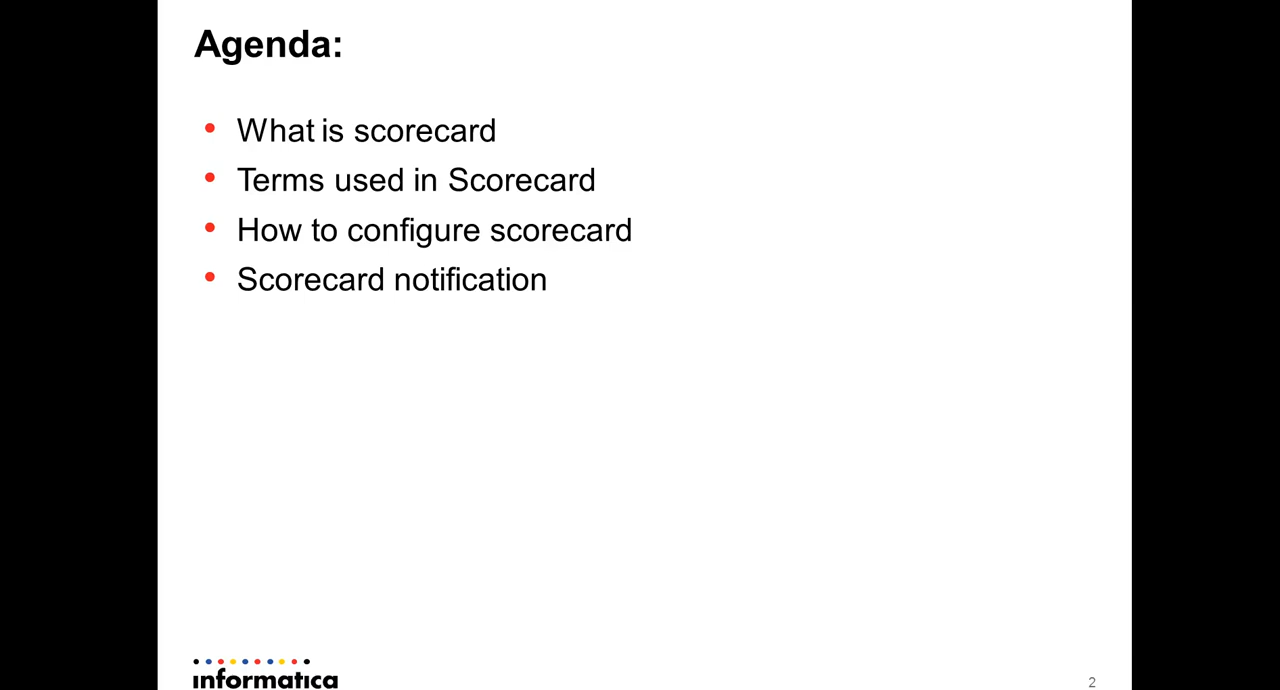 Agenda:
• What is scorecard
• Terms used in Scorecard
• How to configure scorecard
• Scorecard notification
informatica
2